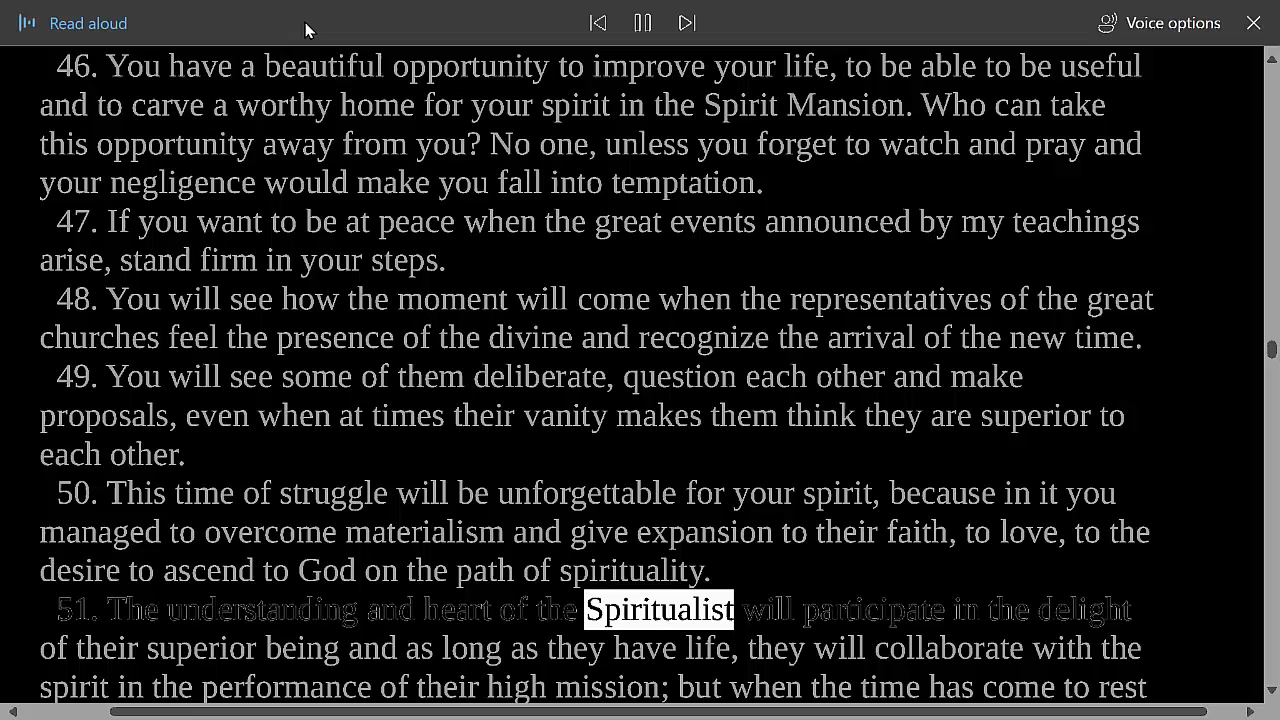 Read aloud
Voice options
46. You have a beautiful opportunity to improve your life, to be able to be useful
and to carve a worthy home for your spirit in the Spirit Mansion. Who can take
this opportunity away from you? No one, unless you forget to watch and pray and
your negligence would make you fall into temptation.
47. If you want to be at peace when the great events announced by my teachings
arise, stand firm in your steps.
48. You will see how the moment will come when the representatives of the great
churches feel the presence of the divine and recognize the arrival of the new time.
49. You will see some of them deliberate, question each other and make
proposals, even when at times their vanity makes them think they are superior to
each other.
50. This time of struggle will be unforgettable for your spirit, because in it you
managed to overcome materialism and give expansion to their faith, to love, to the
desire to ascend to God on the path of spirituality.
51. The understanding and heart of the Spiritualist will participate in the delight
of their superior being and as long as they have life, they will collaborate with the
spirit in the performance of their high mission; but when the time has come to rest